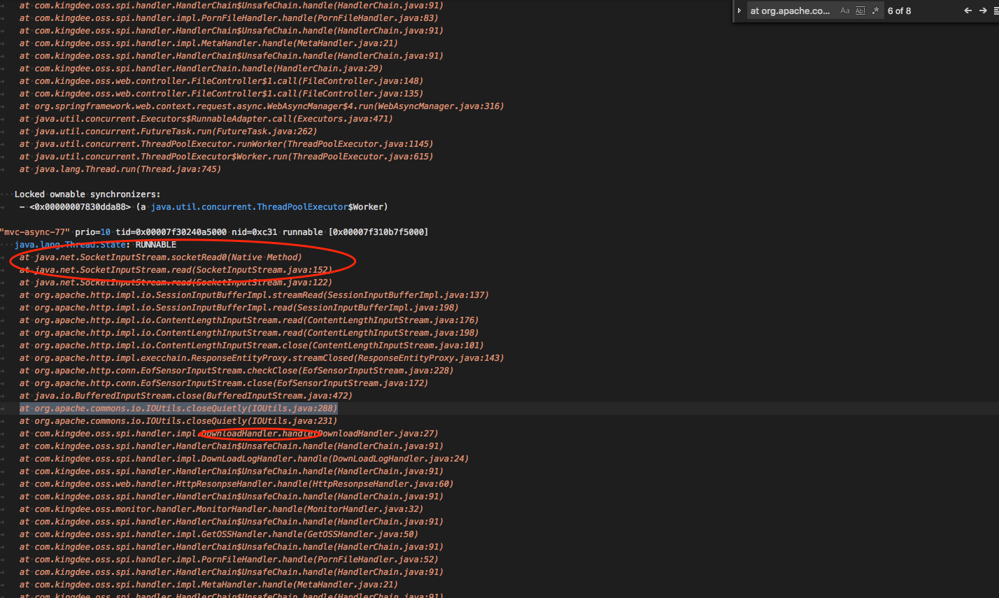 at org.apache.co... Aa Abl .* 6 of 8
at com.kingdee.oss.spi.handler.HandlerChain$UnsafeChain.handle(HandlerChain.java:91)
at com.kingdee.oss.spi.handler.impl.PornFileHandler.handle(PornFileHandler.java:83)
at com.kingdee.oss.spi.handler.HandlerChain$UnsafeChain.handle(HandlerChain.java:91)
at com.kingdee.oss.spi.handler.impl.MetaHandler.handle(MetaHandler.java:21)
at com.kingdee.oss.spi.handler.HandlerChain$UnsafeChain.handle(HandlerChain.java:91)
at com.kingdee.oss.spi.handler.HandlerChain.handle(HandlerChain.java:29)
at com.kingdee.oss.web.controller.FileController$1.call(FileController.java:148)
at com.kingdee.oss.web.controller.FileController$1.call(FileController.java:135)
at org.springframework.web.context.request.async.WebAsyncManager$4.run(WebAsyncManager.java:316)
at java.util.concurrent.Executors$RunnableAdapter.call(Executors.java:471)
at java.util.concurrent.FutureTask.run(FutureTask.java:262)
at java.util.concurrent.ThreadPoolExecutor.runWorker(ThreadPoolExecutor.java:1145)
at java.util.concurrent.ThreadPoolExecutor$Worker.run(ThreadPoolExecutor.java:615)
at java.lang.Thread.run(Thread.java:745)
Locked ownable synchronizers:
- <0x00000007830dda88> (a java.util.concurrent.ThreadPoolExecutor$Worker)
"mvc-async-77" prio=10 tid=0x00007f30240a5000 nid=0xc31 runnable [0x00007f310b7f5000]
java.lang.Thread.State: RUNNABLE
at java.net.SocketInputStream.socketRead0(Native Method)
at java.net.SocketInputStream.read(SocketInputStream.java:152)
at java.net.SocketInputStream.read(SocketInputStream.java:122)
at org.apache.http.impl.io.SessionInputBufferImpl.streamRead(SessionInputBufferImpl.java:137)
at org.apache.http.impl.io.SessionInputBufferImpl.read(SessionInputBufferImpl.java:198)
at org.apache.http.impl.io.ContentLengthInputStream.read(ContentLengthInputStream.java:176)
at org.apache.http.impl.io.ContentLengthInputStream.read(ContentLengthInputStream.java:198)
at org.apache.http.impl.io.ContentLengthInputStream.close(ContentLengthInputStream.java:101)
at org.apache.http.impl.execchain.ResponseEntityProxy.streamClosed(ResponseEntityProxy.java:143)
at org.apache.http.conn.EofSensorInputStream.checkClose(EofSensorInputStream.java:228)
at org.apache.http.conn.EofSensorInputStream.close(EofSensorInputStream.java:172)
at java.io.BufferedInputStream.close(BufferedInputStream.java:472)
at org.apache.commons.io.IOUtils.closeQuietly(IOUtils.java:288)
at org.apache.commons.io.IOUtils.closeQuietly(IOUtils.java:231)
at com.kingdee.oss.spi.handler.impl.DownloadHandler.handle(DownloadHandler.java:27)
at com.kingdee.oss.spi.handler.HandlerChain$UnsafeChain.handle(HandlerChain.java:91)
at com.kingdee.oss.spi.handler.impl.DownLoadLogHandler.handle(DownLoadLogHandler.java:24)
at com.kingdee.oss.spi.handler.HandlerChain$UnsafeChain.handle(HandlerChain.java:91)
at com.kingdee.oss.web.handler.HttpResonpseHandler.handle(HttpResonpseHandler.java:60)
at com.kingdee.oss.spi.handler.HandlerChain$UnsafeChain.handle(HandlerChain.java:91)
at com.kingdee.oss.monitor.handler.MonitorHandler.handle(MonitorHandler.java:32)
at com.kingdee.oss.spi.handler.HandlerChain$UnsafeChain.handle(HandlerChain.java:91)
at com.kingdee.oss.spi.handler.impl.GetOSSHandler.handle(GetOSSHandler.java:50)
at com.kingdee.oss.spi.handler.HandlerChain$UnsafeChain.handle(HandlerChain.java:91)
at com.kingdee.oss.spi.handler.impl.PornFileHandler.handle(PornFileHandler.java:52)
at com.kingdee.oss.spi.handler.HandlerChain$UnsafeChain.handle(HandlerChain.java:91)
at com.kingdee.oss.spi.handler.impl.MetaHandler.handle(MetaHandler.java:21)
at com.kingdee.oss.spi.handler.HandlerChain$UnsafeChain.handle(HandlerChain.java:91)